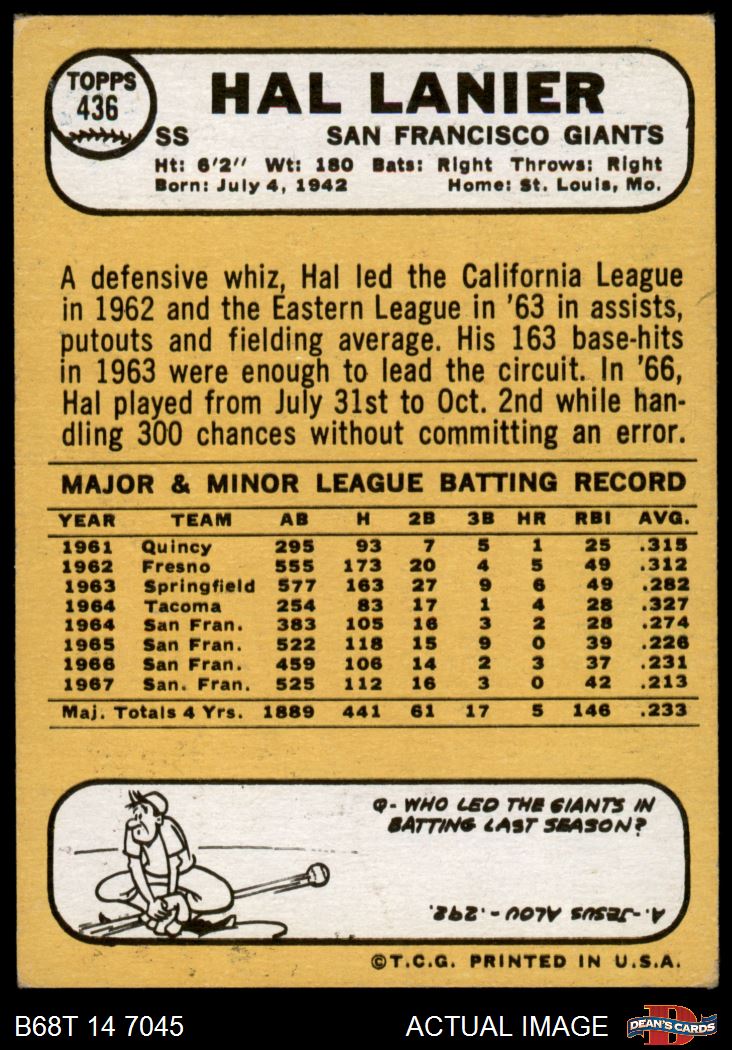 TOPPS
436
HAL LANIER
SS SAN FRANCISCO GIANTS
Ht: 6'2'' Wt: 180 Bats: Right Throws: Right
Born: July 4, 1942 Home: St. Louis, Mo.
A defensive whiz, Hal led the California League
in 1962 and the Eastern League in '63 in assists,
putouts and fielding average. His 163 base-hits
in 1963 were enough to lead the circuit. In '66,
Hal played from July 31st to Oct. 2nd while han-
dling 300 chances without committing an error.
MAJOR & MINOR LEAGUE BATTING RECORD
YEAR TEAM AB H 2B 3B HR RBI AVG.
1961 Quincy 295 93 7 5 1 25 .315
1962 Fresno 555 173 20 4 5 49 .312
1963 Springfield 577 163 27 9 6 49 .282
1964 Tacoma 254 83 17 1 4 28 .327
1964 San Fran. 383 105 16 3 2 28 .274
1965 San Fran. 522 118 15 9 0 39 .226
1966 San Fran. 459 106 14 2 3 37 .231
1967 San. Fran. 525 112 16 3 0 42 .213
Maj. Totals 4 Yrs. 1889 441 61 17 5 146 .233
Q- WHO LED THE GIANTS IN
BATTING LAST SEASON?
A.-JESUS ALOU - .292.
©T.C.G. PRINTED IN U.S.A.
B68T 14 7045 ACTUAL IMAGE
D
DEAN'S CARDS